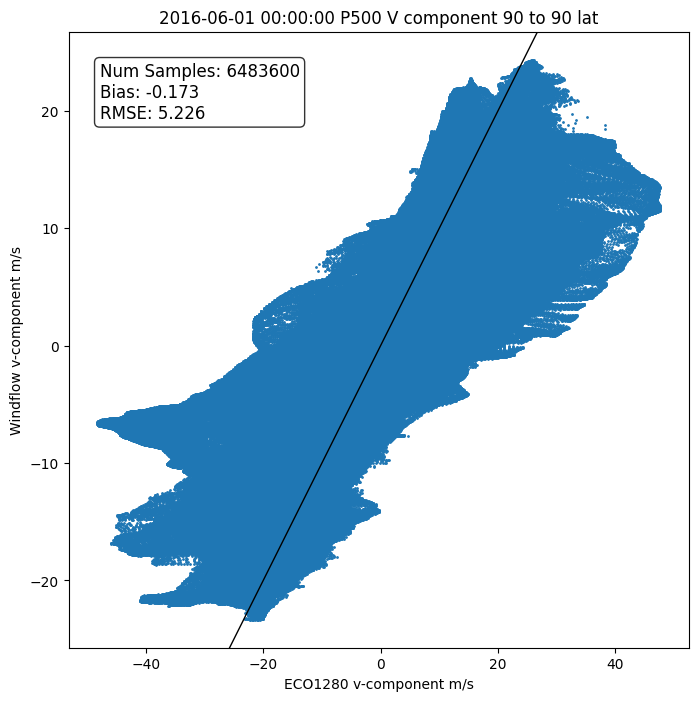 2016-06-01 00:00:00 P500 V component 90 to 90 lat
Num Samples: 6483600
Bias: -0.173
RMSE: 5.226
20
10
0
−10
−20
Windflow v-component m/s
−40
−20
0
20
40
ECO1280 v-component m/s